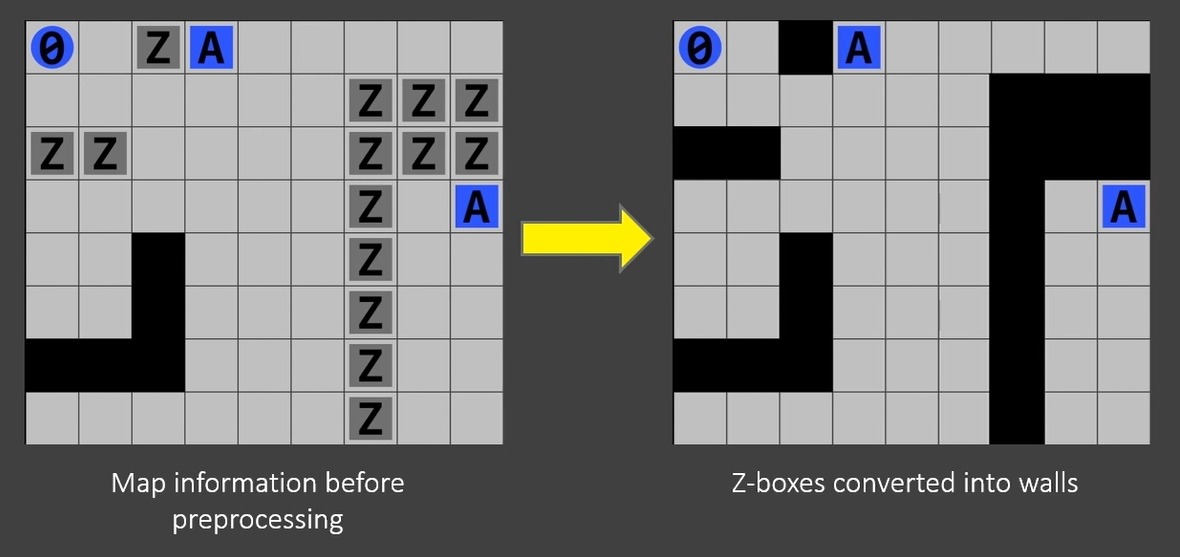 0 Z A
Z Z Z
Z Z Z Z Z
Z A
Z
Z
Z
Z
0 A
A
Map information before
preprocessing
Z-boxes converted into walls